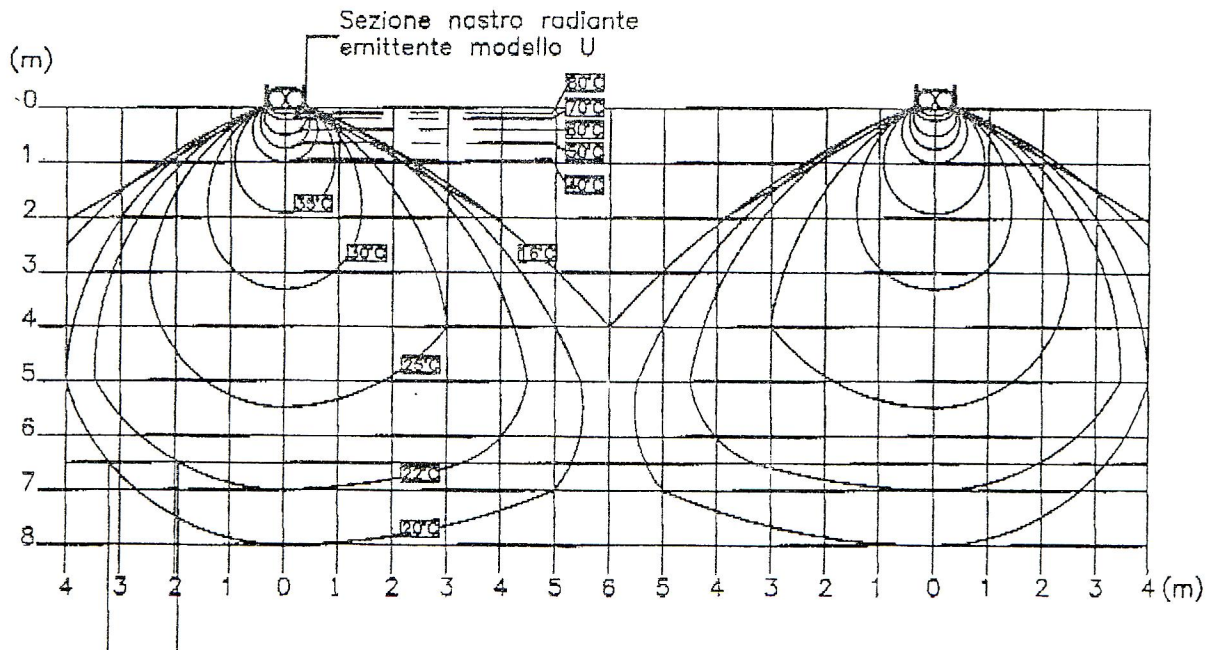 Sezione nastro radiante
emittente modello U
(m)
0
80°C
70°C
60°C
50°C
1
40°C
35°C
2
30°C
16°C
3
4
25°C
5
6
22°C
7
20°C
8
4 3 2 1 0 1 2 3 4 5 6 5 4 3 2 1 0 1 2 3 4 (m)